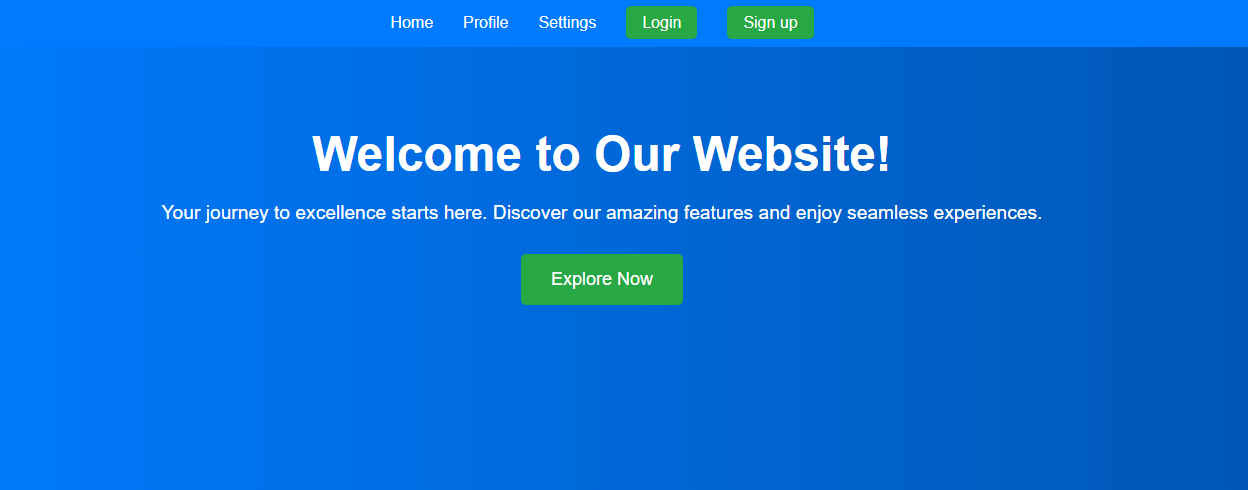 Home Profile Settings Login Sign up
Welcome to Our Website!
Your journey to excellence starts here. Discover our amazing features and enjoy seamless experiences.
Explore Now